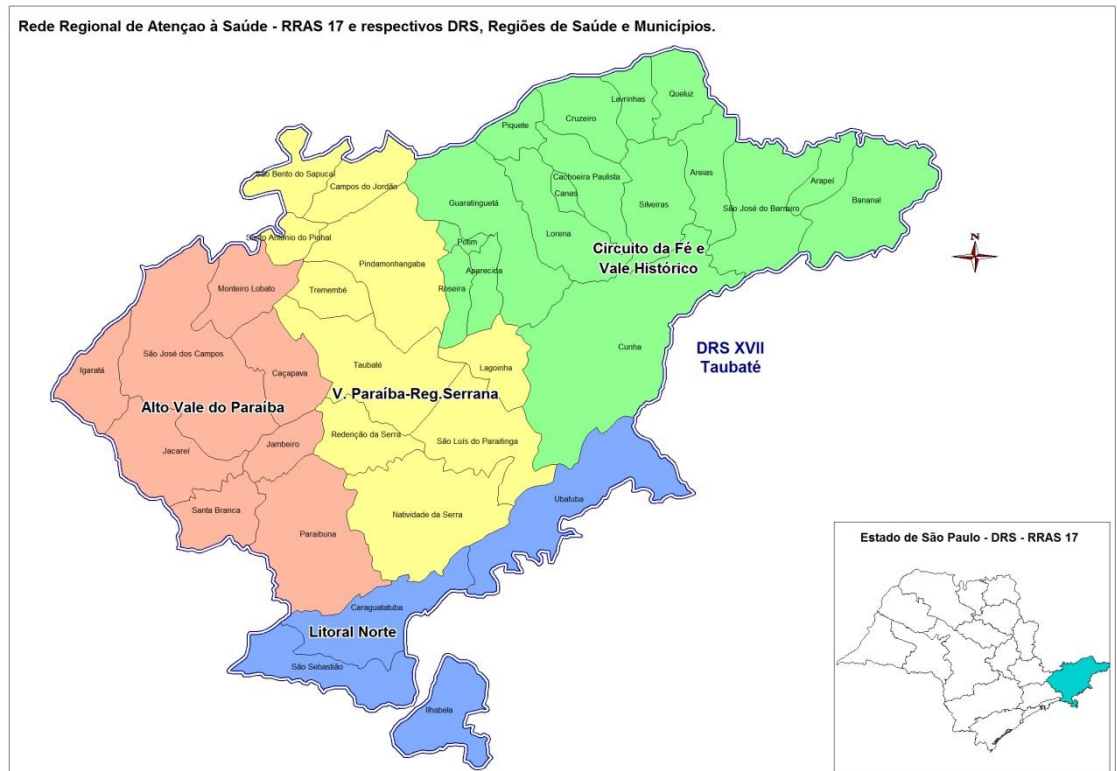 Rede Regional de Atençao à Saúde - RRAS 17 e respectivos DRS, Regiões de Saúde e Municípios.
Lavrinhas
Queluz
Piquete
Cruzeiro
São Bento do Sapucaí
Campos do Jordão
Cachoeira Paulista
Canas
Areias
Arapeí
Bananal
Guaratinguetá
Silveiras
São José do Barreiro
Santo Antônio do Pinhal
Potim
Lorena
Circuito da Fé e
Vale Histórico
N
Pindamonhangaba
Aparecida
Monteiro Lobato
Tremembé
Roseira
São José dos Campos
Cunha
DRS XVII
Taubaté
Igaratá
Caçapava
Taubaté
Lagoinha
Alto Vale do Paraíba
V. Paraíba-Reg.Serrana
Redenção da Serra
São Luís do Paraitinga
Jacareí
Jambeiro
Santa Branca
Natividade da Serra
Ubatuba
Paraibuna
Estado de São Paulo - DRS - RRAS 17
Caraguatatuba
Litoral Norte
São Sebastião
Ilhabela